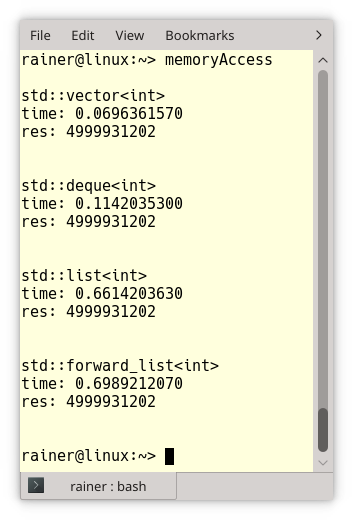 File Edit View Bookmarks
rainer@linux:~> memoryAccess
std::vector<int>
time: 0.0696361570
res: 4999931202
std::deque<int>
time: 0.1142035300
res: 4999931202
std::list<int>
time: 0.6614203630
res: 4999931202
std::forward_list<int>
time: 0.6989212070
res: 4999931202
rainer@linux:~>
rainer : bash